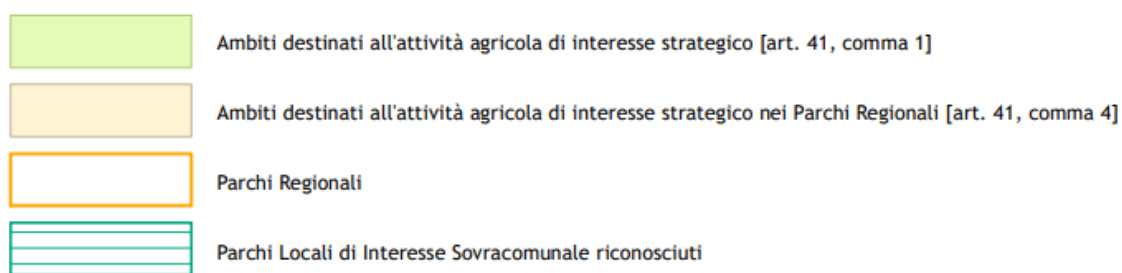 Ambiti destinati all'attività agricola di interesse strategico [art. 41, comma 1]
Ambiti destinati all'attività agricola di interesse strategico nei Parchi Regionali [art. 41, comma 4]
Parchi Regionali
Parchi Locali di Interesse Sovracomunale riconosciuti